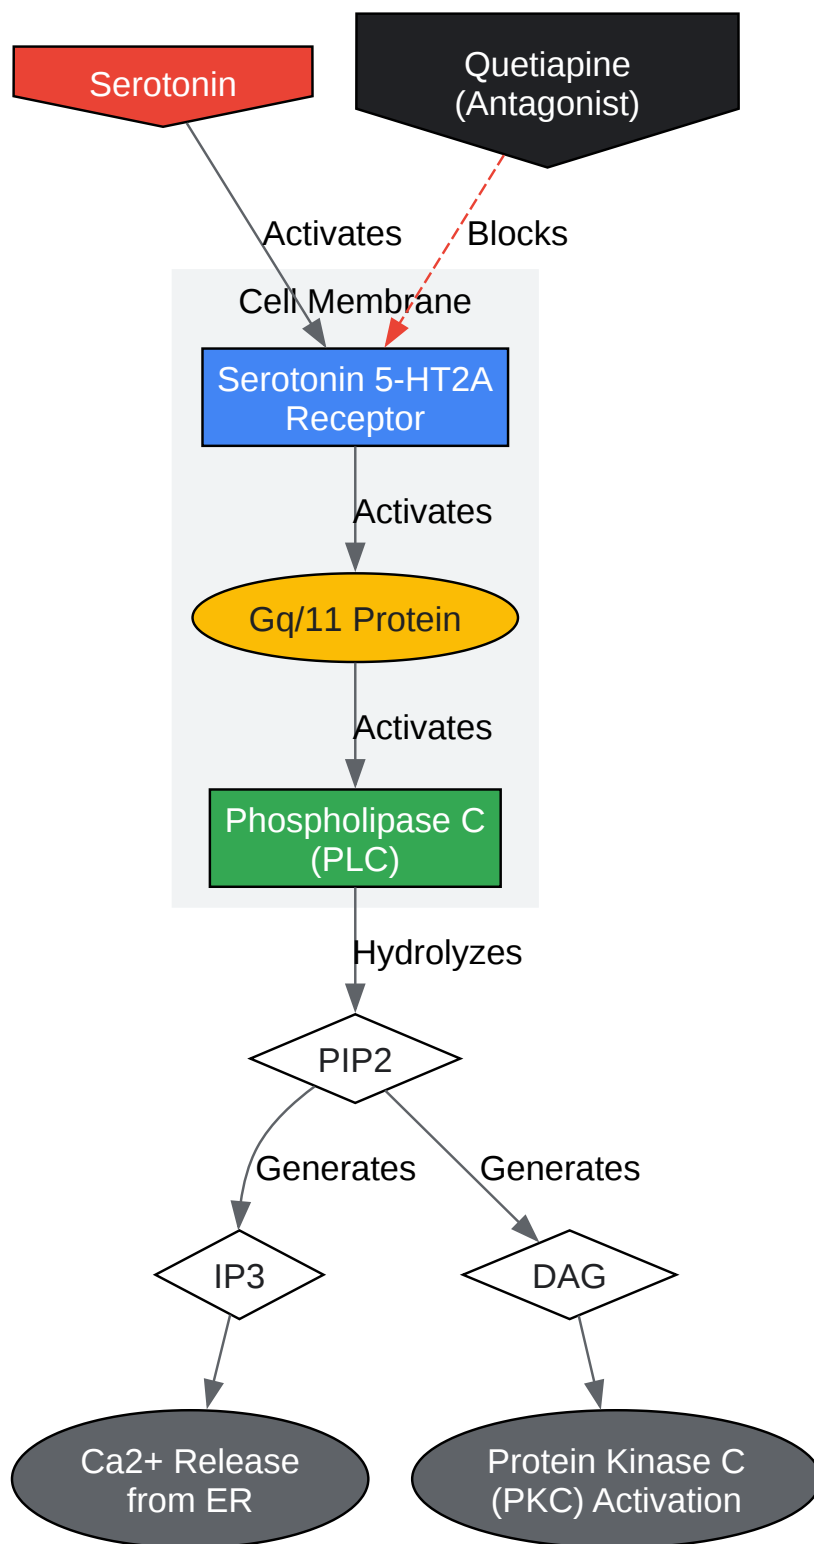 Serotonin
Quetiapine
(Antagonist)
Activates
Blocks
Cell Membrane
Serotonin 5-HT2A
Receptor
Activates
Gq/11 Protein
Activates
Phospholipase C
(PLC)
Hydrolyzes
PIP2
Generates
Generates
IP3
DAG
Ca2+ Release
from ER
Protein Kinase C
(PKC) Activation